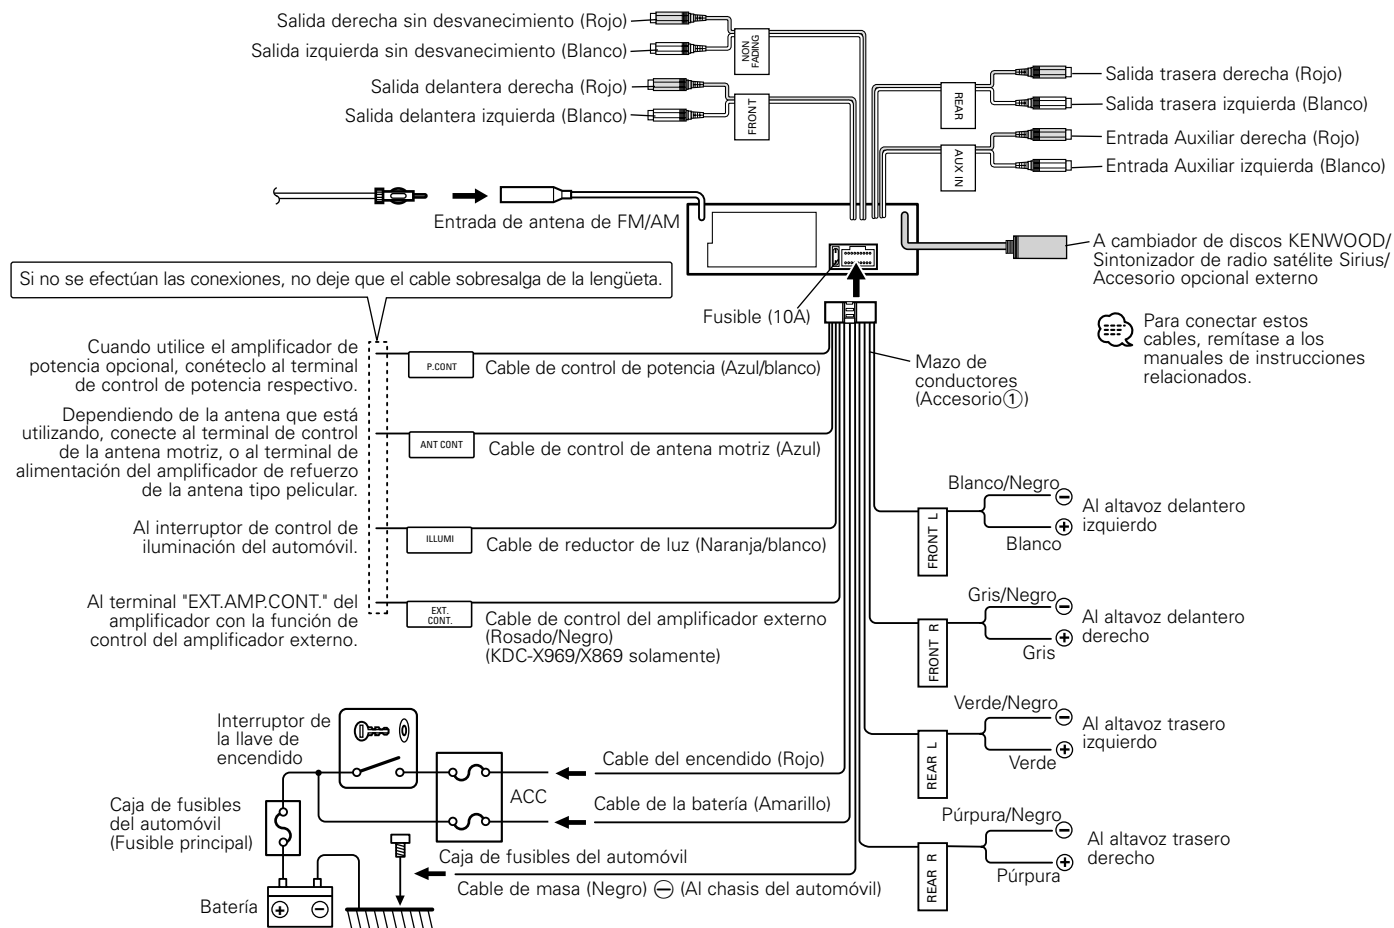 Salida derecha sin desvanecimiento (Rojo)
Salida izquierda sin desvanecimiento (Blanco)
NON
FADING
Salida delantera derecha (Rojo)
Salida delantera izquierda (Blanco)
FRONT
REAR
Salida trasera derecha (Rojo)
Salida trasera izquierda (Blanco)
AUX IN
Entrada Auxiliar derecha (Rojo)
Entrada Auxiliar izquierda (Blanco)
Entrada de antena de FM/AM
A cambiador de discos KENWOOD/
Sintonizador de radio satélite Sirius/
Accesorio opcional externo
Si no se efectúan las conexiones, no deje que el cable sobresalga de la lengüeta.
Fusible (10A)
Para conectar estos
cables, remítase a los
manuales de instrucciones
relacionados.
Cuando utilice el amplificador de
potencia opcional, conéteclo al terminal
de control de potencia respectivo.
P.CONT
Cable de control de potencia (Azul/blanco)
Mazo de
conductores
(Accesorio①)
Dependiendo de la antena que está
utilizando, conecte al terminal de control
de la antena motriz, o al terminal de
alimentación del amplificador de refuerzo
de la antena tipo pelicular.
ANT CONT
Cable de control de antena motriz (Azul)
Al interruptor de control de
iluminación del automóvil.
ILLUMI
Cable de reductor de luz (Naranja/blanco)
Al terminal "EXT.AMP.CONT." del
amplificador con la función de
control del amplificador externo.
EXT.
CONT.
Cable de control del amplificador externo
(Rosado/Negro)
(KDC-X969/X869 solamente)
FRONT L
Blanco/Negro ⊖
Blanco ⊕
Al altavoz delantero
izquierdo
FRONT R
Gris/Negro ⊖
Gris ⊕
Al altavoz delantero
derecho
REAR L
Verde/Negro ⊖
Verde ⊕
Al altavoz trasero
izquierdo
REAR R
Púrpura/Negro ⊖
Púrpura ⊕
Al altavoz trasero
derecho
Interruptor de
la llave de
encendido
Cable del encendido (Rojo)
ACC
Cable de la batería (Amarillo)
Caja de fusibles
del automóvil
(Fusible principal)
Caja de fusibles del automóvil
Cable de masa (Negro) ⊖ (Al chasis del automóvil)
Batería
⊕ ⊖